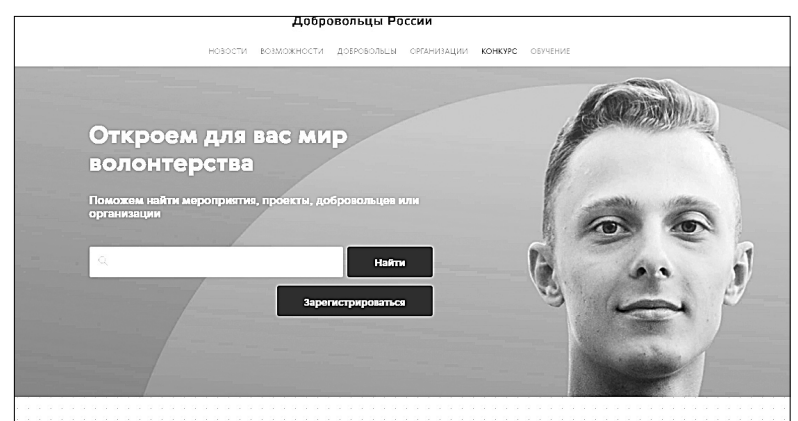 Добровольцы России
НОВОСТИ ВОЗМОЖНОСТИ ДОБРОВОЛЬЦЫ ОРГАНИЗАЦИИ КОНКУРС ОБУЧЕНИЕ
Откроем для вас мир
волонтерства
Поможем найти мероприятия, проекты, добровольцев или
организации
Найти
Зарегистрироваться